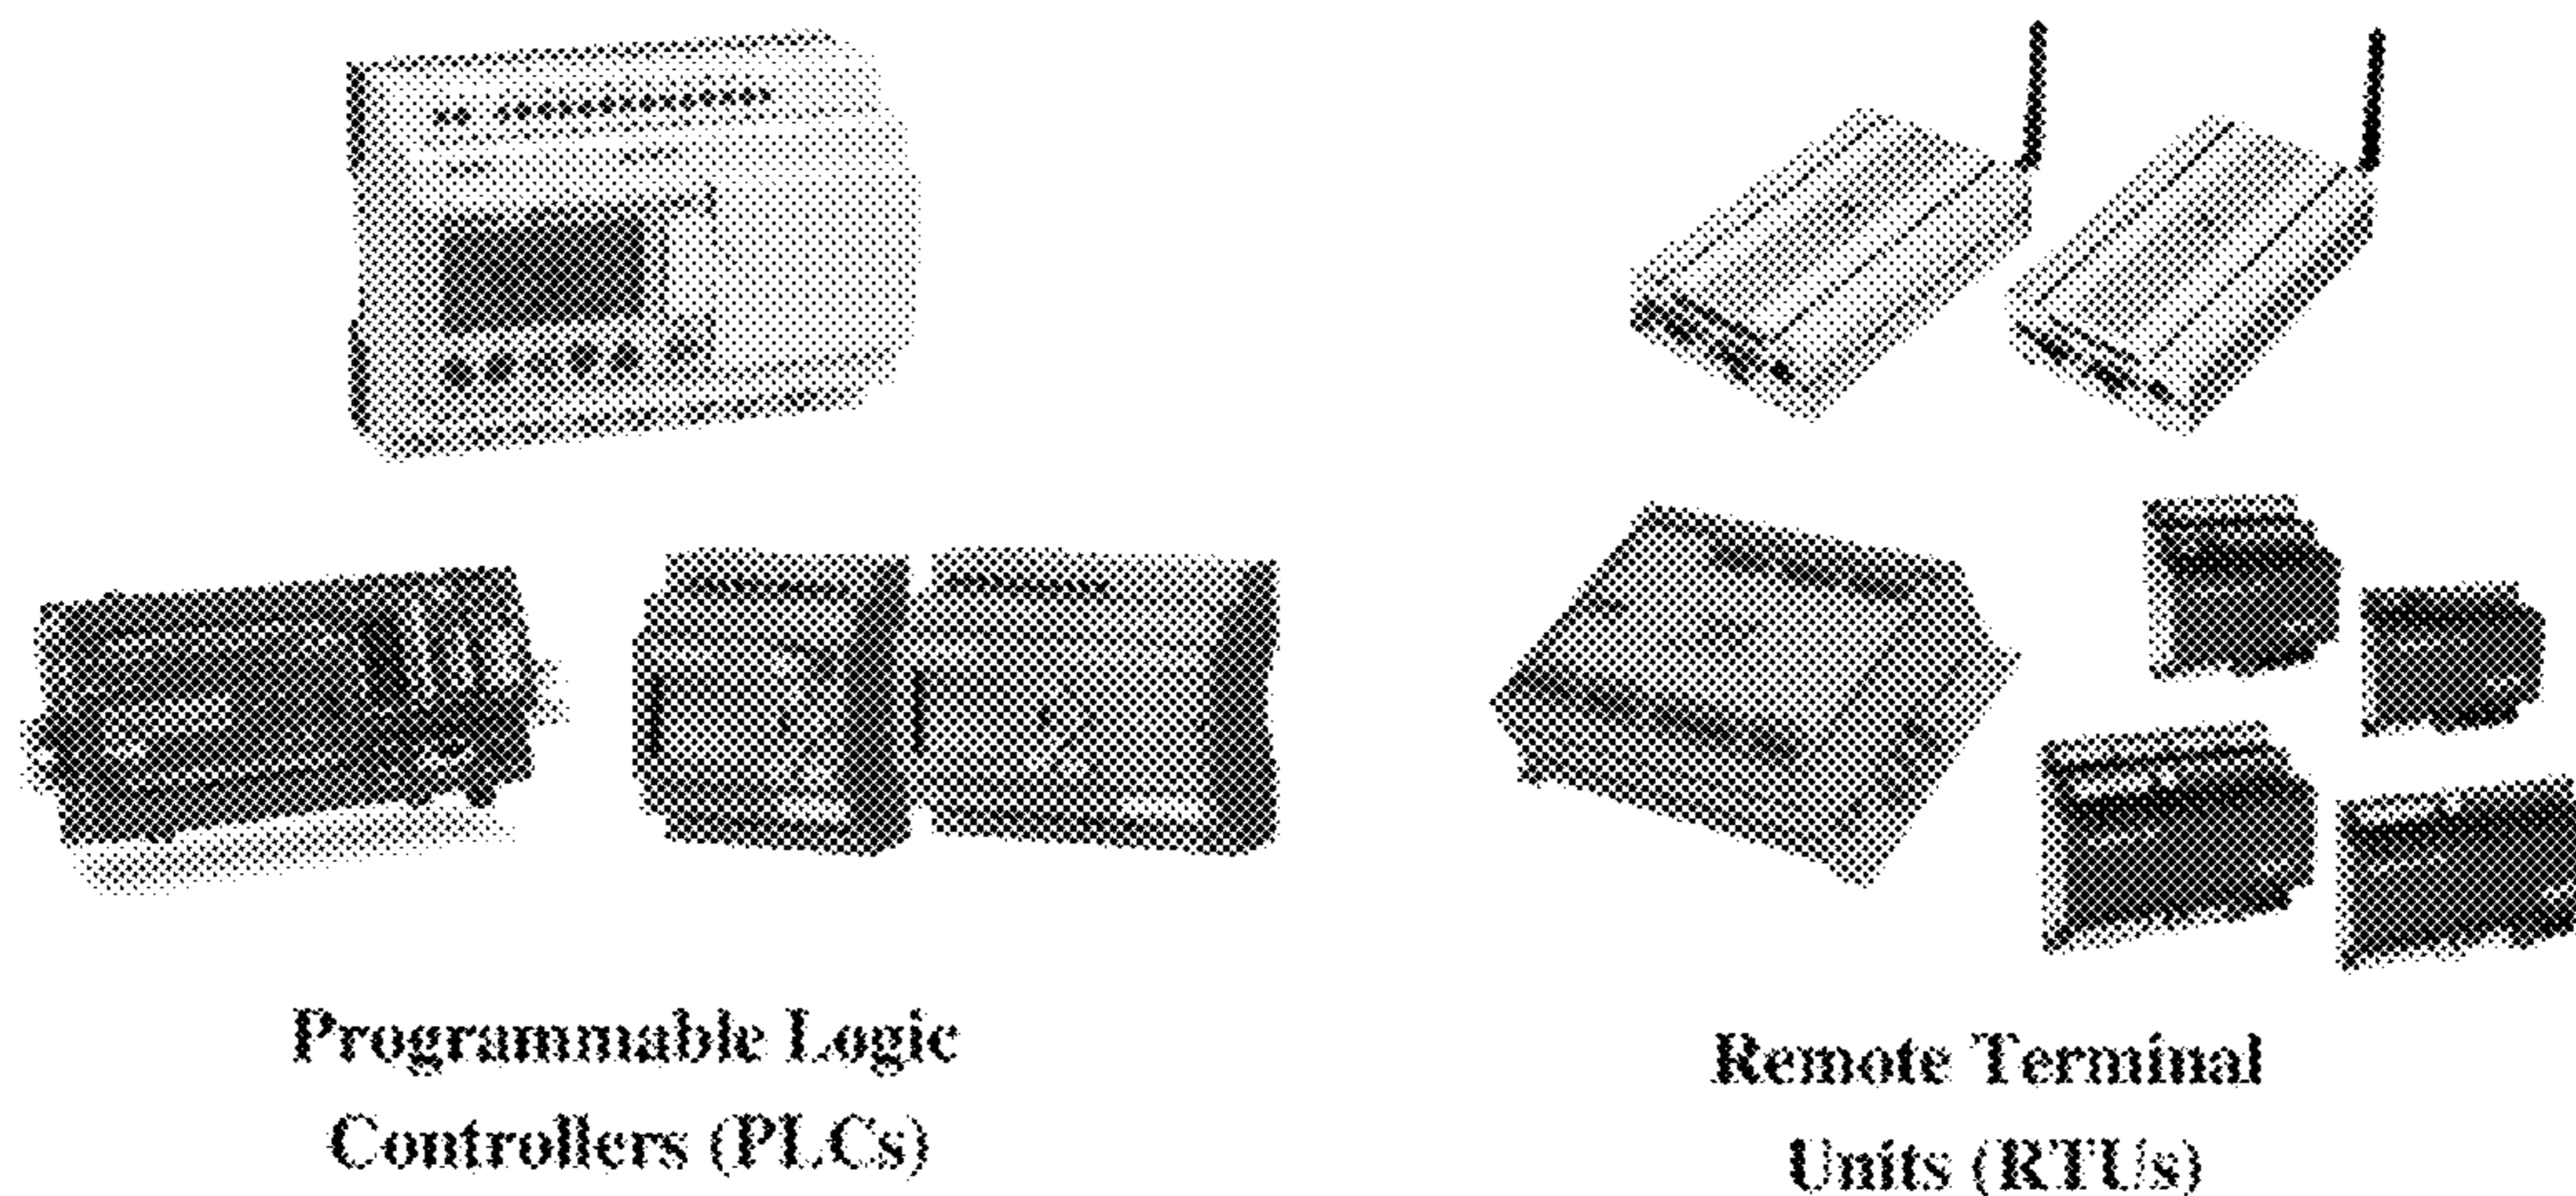 Programmable Logic
Controllers (PLCs)
Remote Terminal
Units (RTUs)